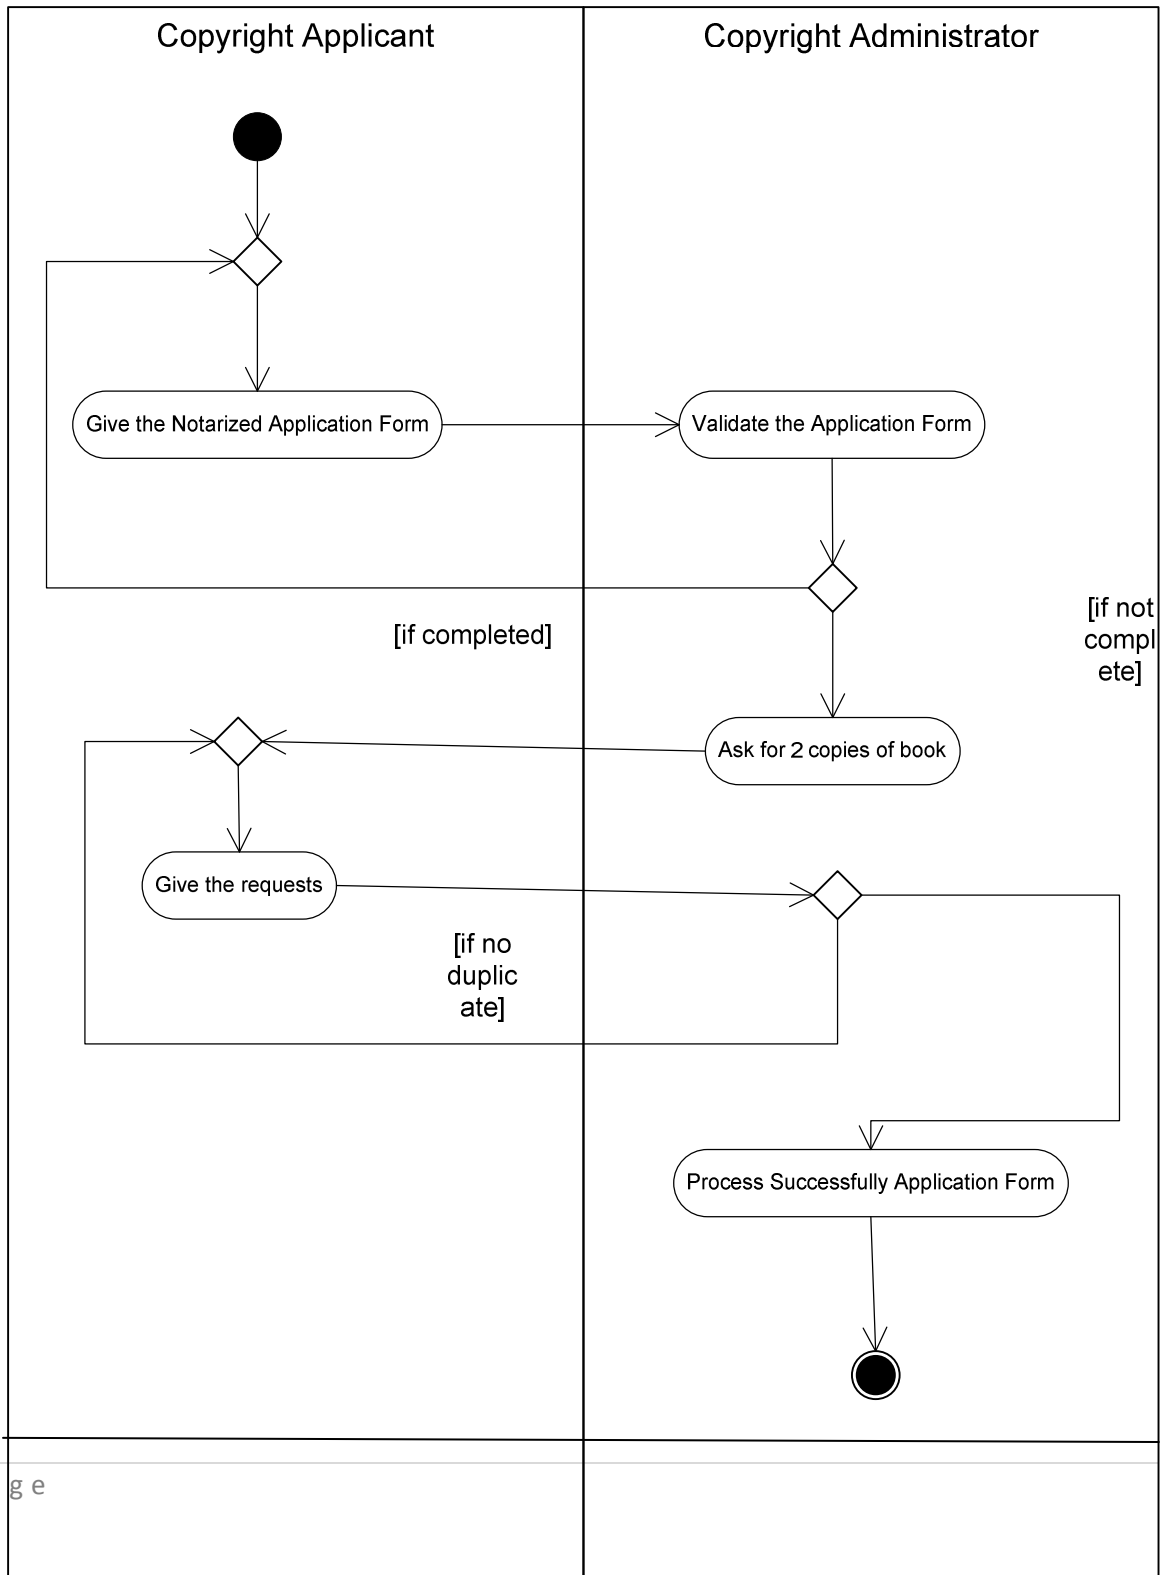 Copyright Applicant
Copyright Administrator
Give the Notarized Application Form
Validate the Application Form
[if completed]
[if not
compl
ete]
Ask for 2 copies of book
Give the requests
[if no
duplic
ate]
Process Successfully Application Form
g e